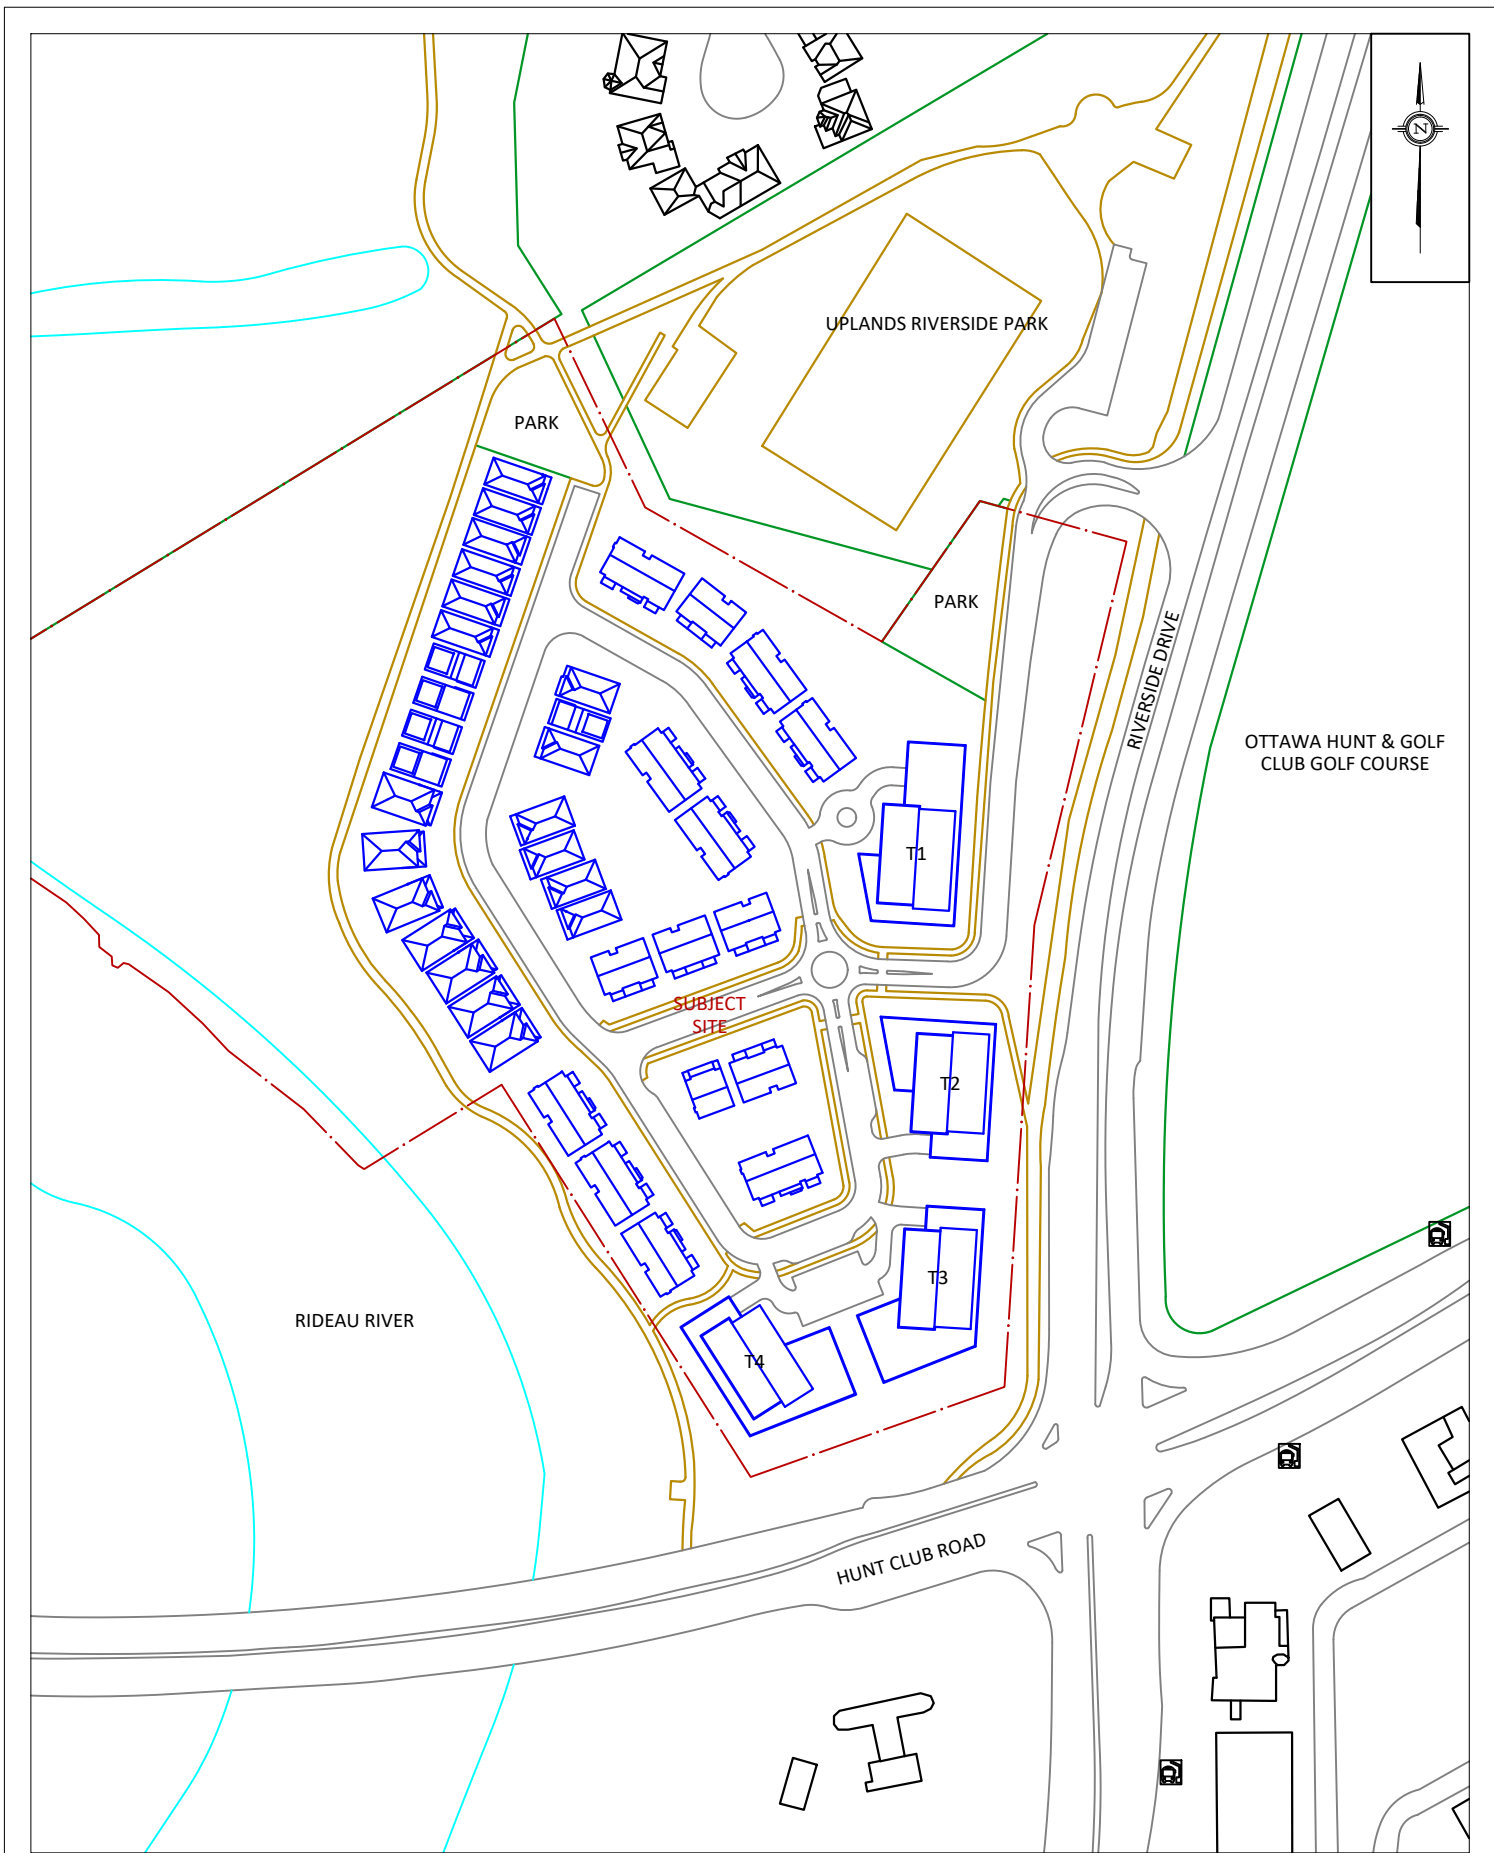 N
UPLANDS RIVERSIDE PARK
PARK
PARK
RIVERSIDE DRIVE
OTTAWA HUNT & GOLF
CLUB GOLF COURSE
T1
SUBJECT
SITE
T2
T3
RIDEAU RIVER
T4
HUNT CLUB ROAD